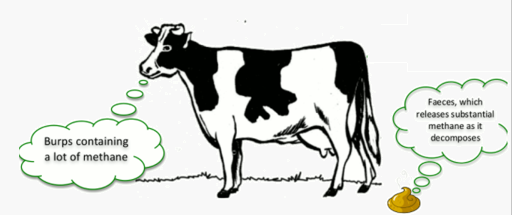 Burps containing
a lot of methane
Faeces, which
releases substantial
methane as it
decomposes